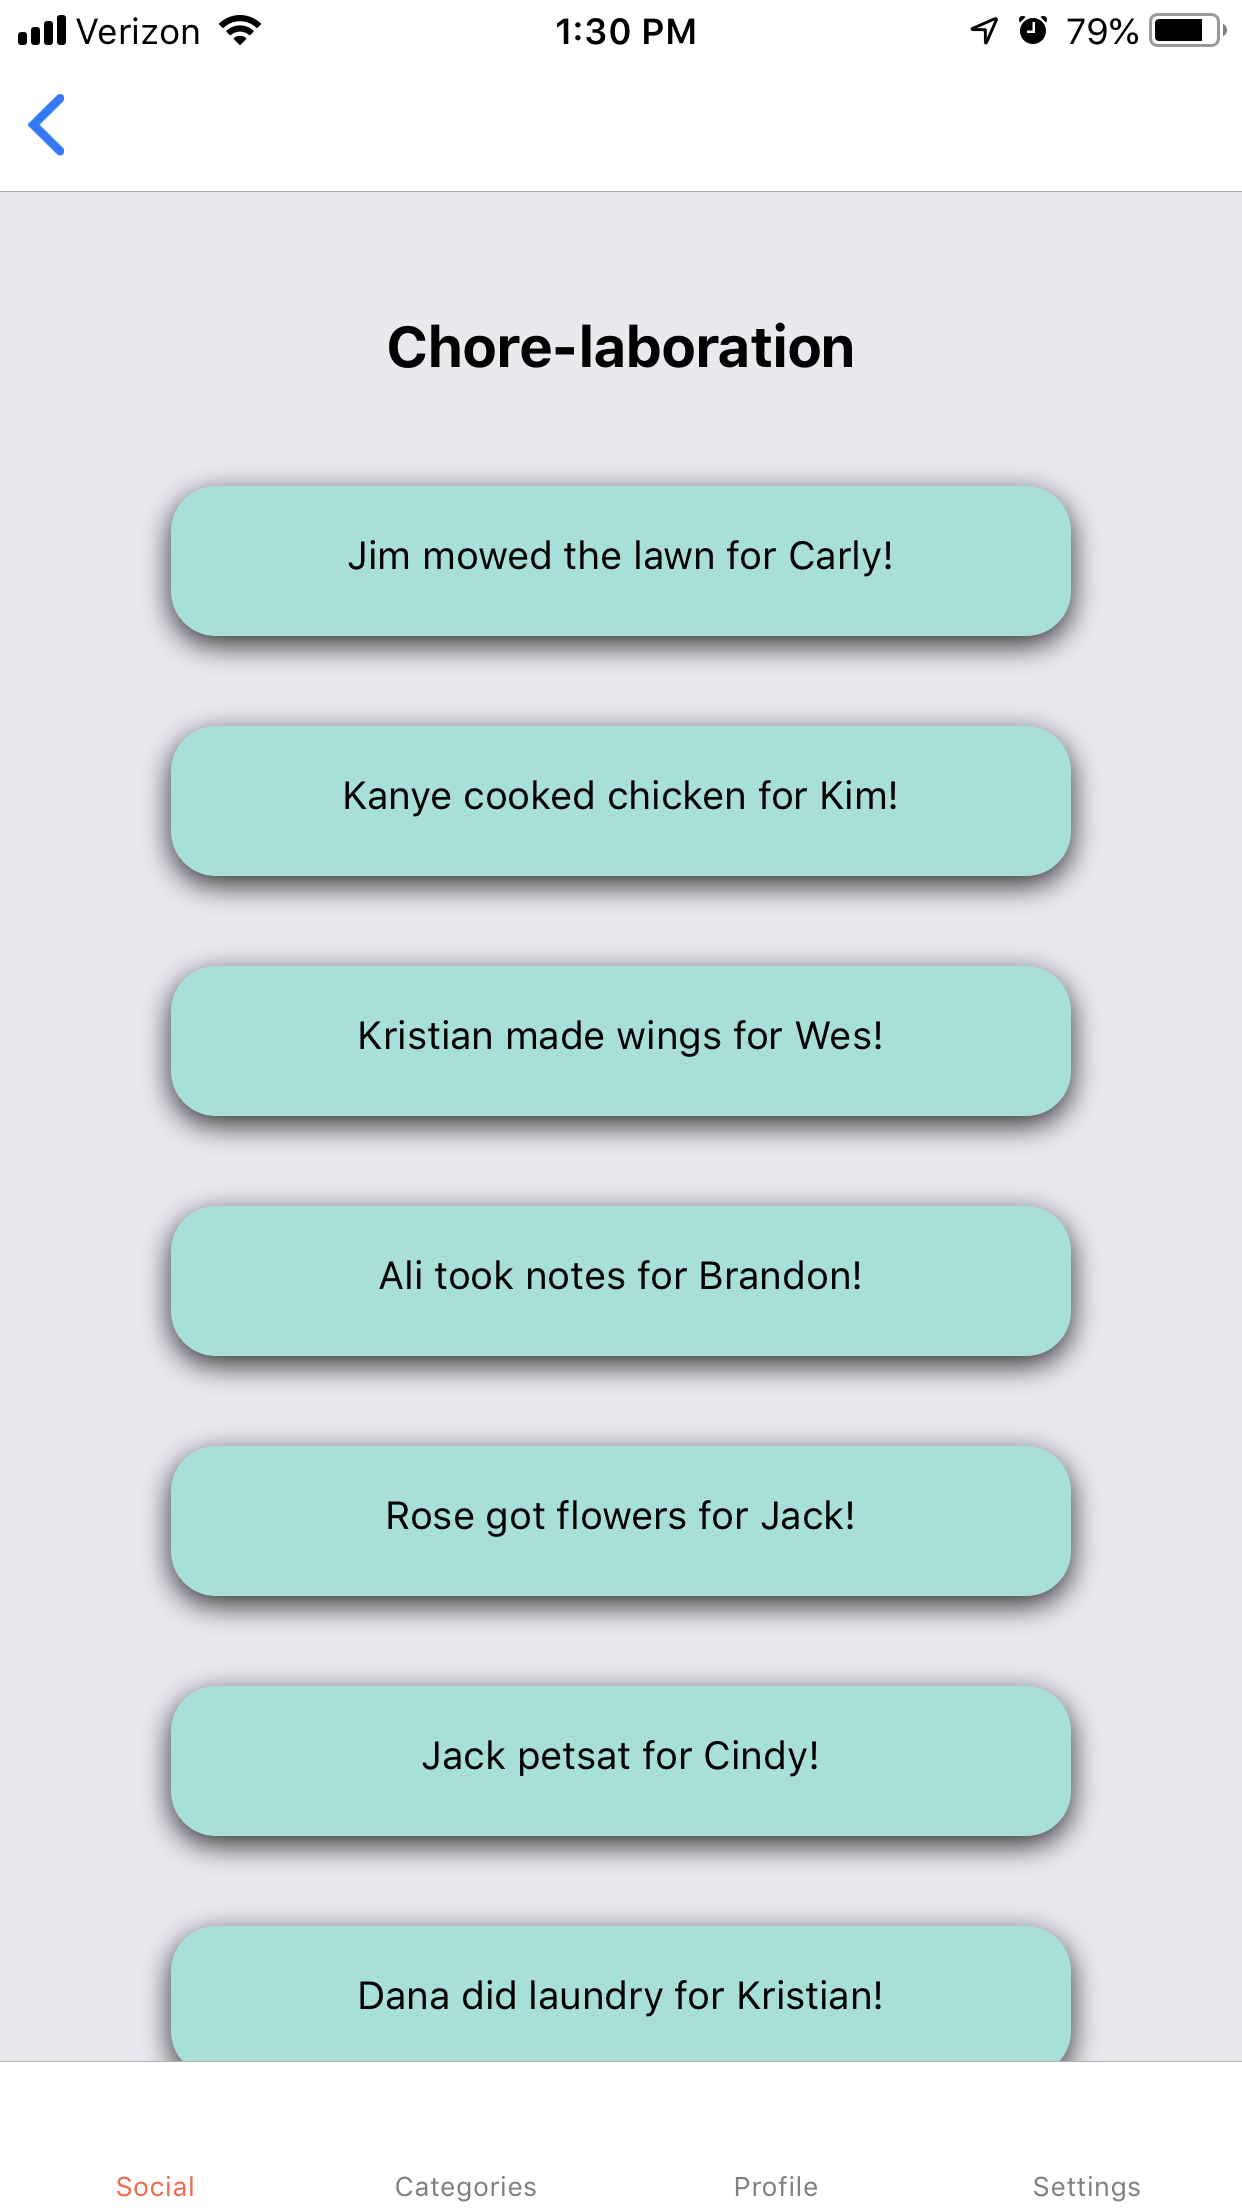 Verizon 1:30 PM 79%
Chore-laboration
Jim mowed the lawn for Carly!
Kanye cooked chicken for Kim!
Kristian made wings for Wes!
Ali took notes for Brandon!
Rose got flowers for Jack!
Jack petsat for Cindy!
Dana did laundry for Kristian!
Social Categories Profile Settings